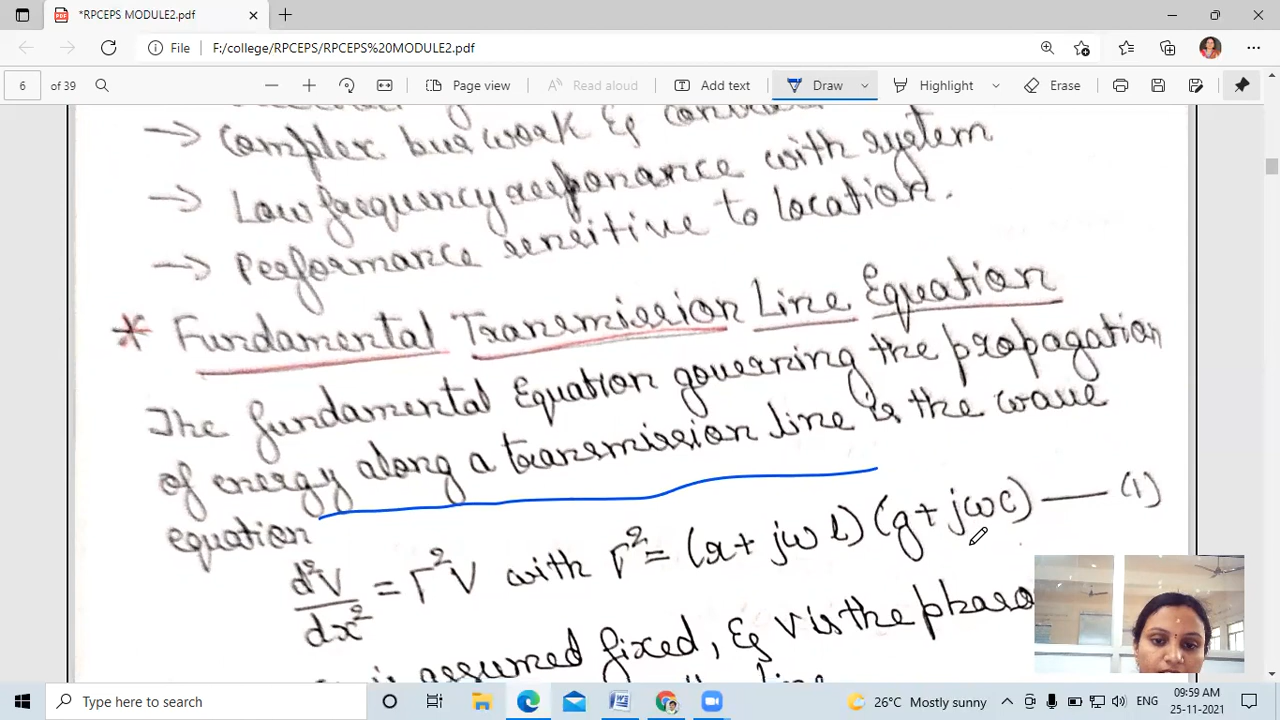 *RPCEPS MODULE2.pdf
File F:/college/RPCEPS/RPCEPS%20MODULE2.pdf
6 of 39 Page view Read aloud Add text Draw Highlight Erase
→ Complex bus work &
→ Low frequency resonance with system
→ Performance sensitive to location.
* Fundamental Transmission Line Equation
The fundamental Equation governing the propagation
of energy along a transmission line is the wave
equation
d²V/dx² = Γ²V with Γ² = (r + jωl) (g + jωc) — (1)
is assumed fixed, & V is the phaso
line
Type here to search 26°C Mostly sunny ENG 09:59 AM
25-11-2021